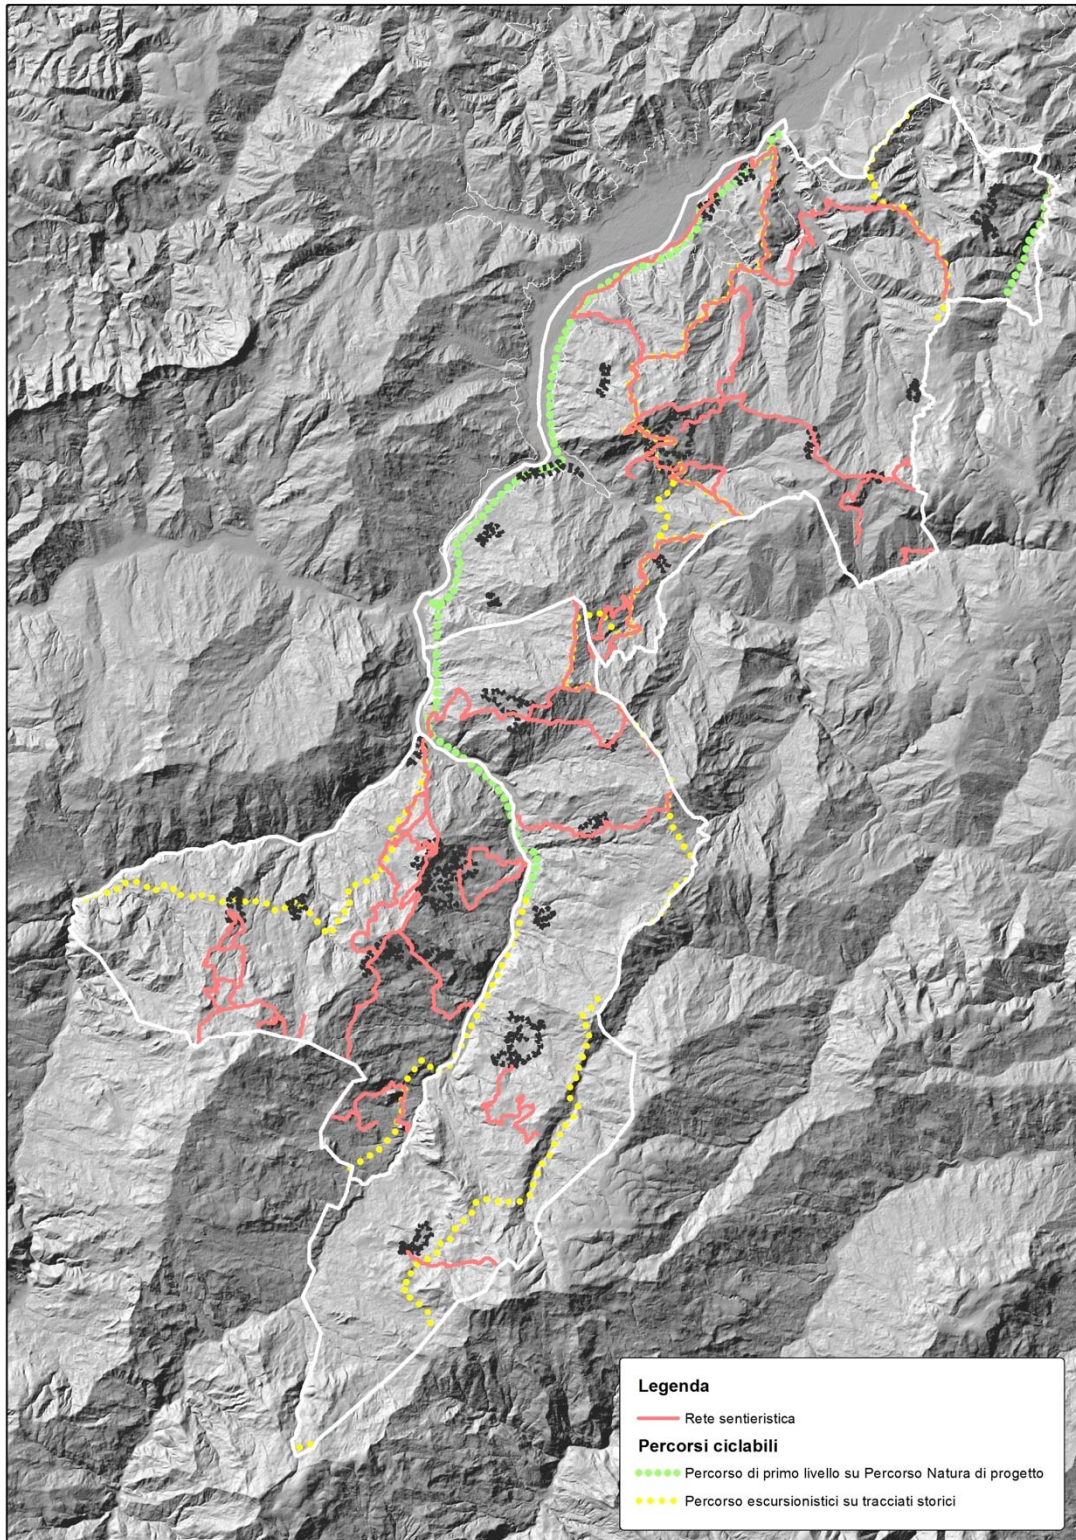 Legenda
Rete sentieristica
Percorsi ciclabili
Percorso di primo livello su Percorso Natura di progetto
Percorso escursionistici su tracciati storici